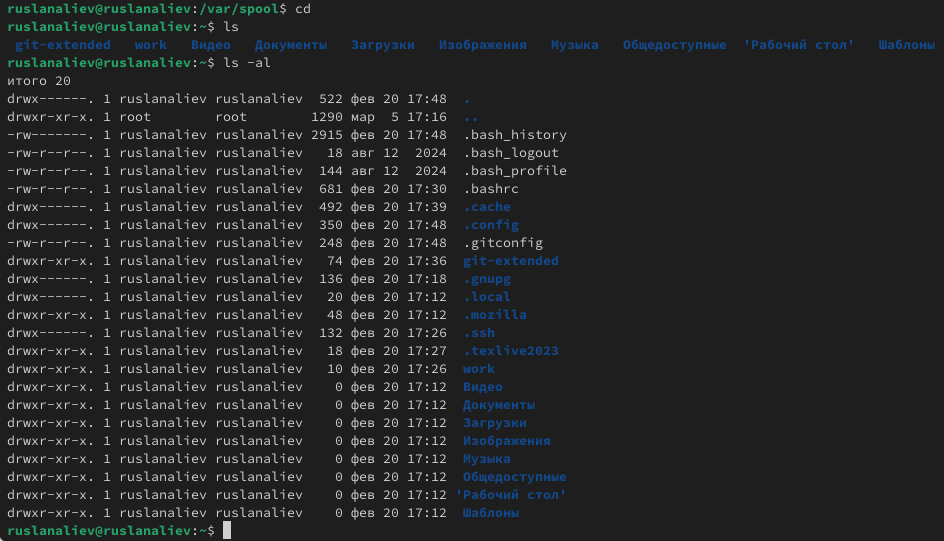 ruslanaliev@ruslanaliev:/var/spool$ cd
ruslanaliev@ruslanaliev:~$ ls
 git-extended   work   Видео   Документы   Загрузки   Изображения   Музыка   Общедоступные  'Рабочий стол'   Шаблоны
ruslanaliev@ruslanaliev:~$ ls -al
итого 20
drwx------. 1 ruslanaliev ruslanaliev  522 фев 20 17:48  .
drwxr-xr-x. 1 root        root        1290 мар  5 17:16  ..
-rw-------. 1 ruslanaliev ruslanaliev 2915 фев 20 17:48  .bash_history
-rw-r--r--. 1 ruslanaliev ruslanaliev   18 авг 12  2024  .bash_logout
-rw-r--r--. 1 ruslanaliev ruslanaliev  144 авг 12  2024  .bash_profile
-rw-r--r--. 1 ruslanaliev ruslanaliev  681 фев 20 17:30  .bashrc
drwx------. 1 ruslanaliev ruslanaliev  492 фев 20 17:39  .cache
drwx------. 1 ruslanaliev ruslanaliev  350 фев 20 17:48  .config
-rw-r--r--. 1 ruslanaliev ruslanaliev  248 фев 20 17:48  .gitconfig
drwxr-xr-x. 1 ruslanaliev ruslanaliev   74 фев 20 17:36  git-extended
drwx------. 1 ruslanaliev ruslanaliev  136 фев 20 17:18  .gnupg
drwx------. 1 ruslanaliev ruslanaliev   20 фев 20 17:12  .local
drwxr-xr-x. 1 ruslanaliev ruslanaliev   48 фев 20 17:12  .mozilla
drwx------. 1 ruslanaliev ruslanaliev  132 фев 20 17:26  .ssh
drwxr-xr-x. 1 ruslanaliev ruslanaliev   18 фев 20 17:27  .texlive2023
drwxr-xr-x. 1 ruslanaliev ruslanaliev   10 фев 20 17:26  work
drwxr-xr-x. 1 ruslanaliev ruslanaliev    0 фев 20 17:12  Видео
drwxr-xr-x. 1 ruslanaliev ruslanaliev    0 фев 20 17:12  Документы
drwxr-xr-x. 1 ruslanaliev ruslanaliev    0 фев 20 17:12  Загрузки
drwxr-xr-x. 1 ruslanaliev ruslanaliev    0 фев 20 17:12  Изображения
drwxr-xr-x. 1 ruslanaliev ruslanaliev    0 фев 20 17:12  Музыка
drwxr-xr-x. 1 ruslanaliev ruslanaliev    0 фев 20 17:12  Общедоступные
drwxr-xr-x. 1 ruslanaliev ruslanaliev    0 фев 20 17:12 'Рабочий стол'
drwxr-xr-x. 1 ruslanaliev ruslanaliev    0 фев 20 17:12  Шаблоны
ruslanaliev@ruslanaliev:~$